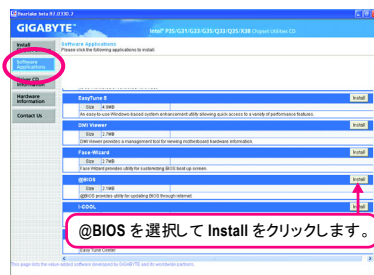 GIGABYTE
Intel® P35/G31/G33/G35/Q33/Q35/X38 Chipset Utilities CD
Install
Software Applications
Please click the following applications to install.
Software
Applications
Information
Hardware
Information
Contact Us
EasyTune 5
Install
Size 4.9MB
An easy-to-use Windows-based system enhancement utility allowing quick access to a variety of performance features.
DMI Viewer
Install
Size 2.7MB
DMI Viewer provides a management tool for viewing motherboard hardware information.
Face-Wizard
Install
Size 2.7MB
Face Wizard provides utility for customizing BIOS boot up screen.
@BIOS
Install
Size 2.1MB
@BIOS provides utility for updating BIOS through internet.
I-COOL
Install
@BIOS を選択して Install をクリックします。
Easy Tune Center
This page lists the value-added software developed by GIGABYTE and its worldwide partners.